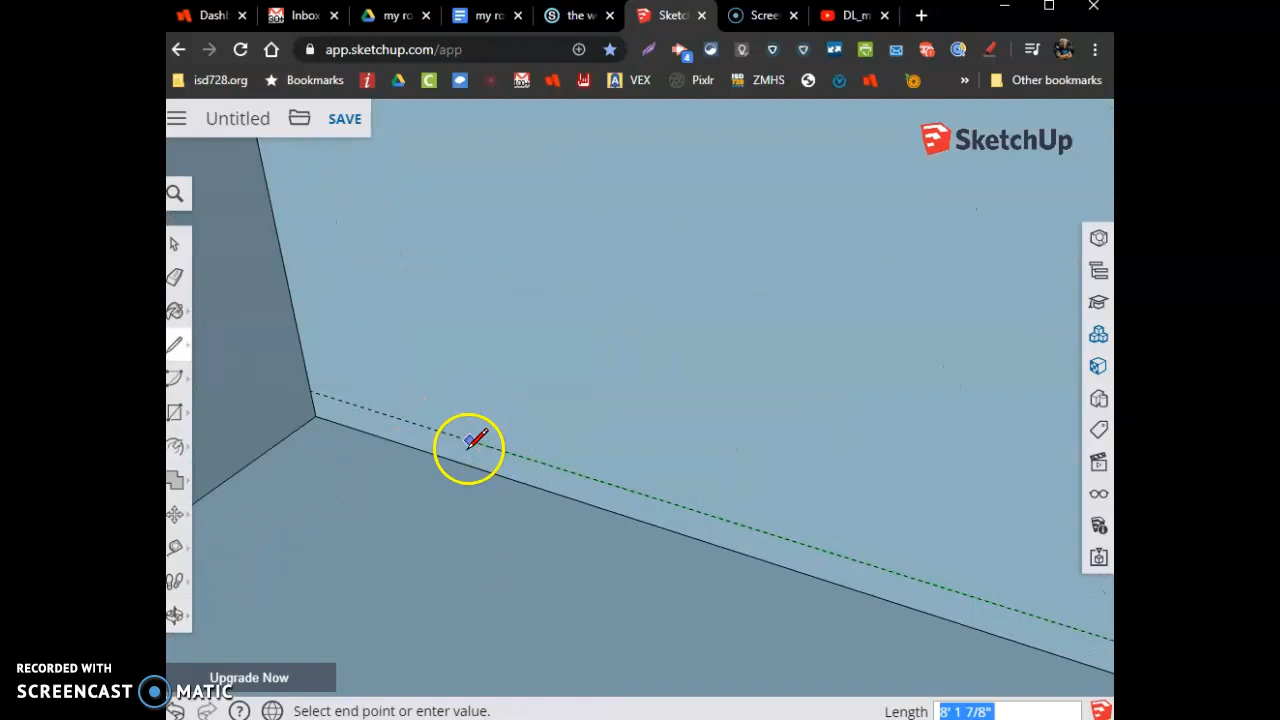 Dashl
Inbox
my ro
my ro
the w
Sketc
Scree
DL_m
app.sketchup.com/app
isd728.org
Bookmarks
VEX
Pixlr
ZMHS
Other bookmarks
Untitled
SAVE
SketchUp
Upgrade Now
RECORDED WITH
SCREENCAST MATIC
Select end point or enter value.
Length
8' 1 7/8"